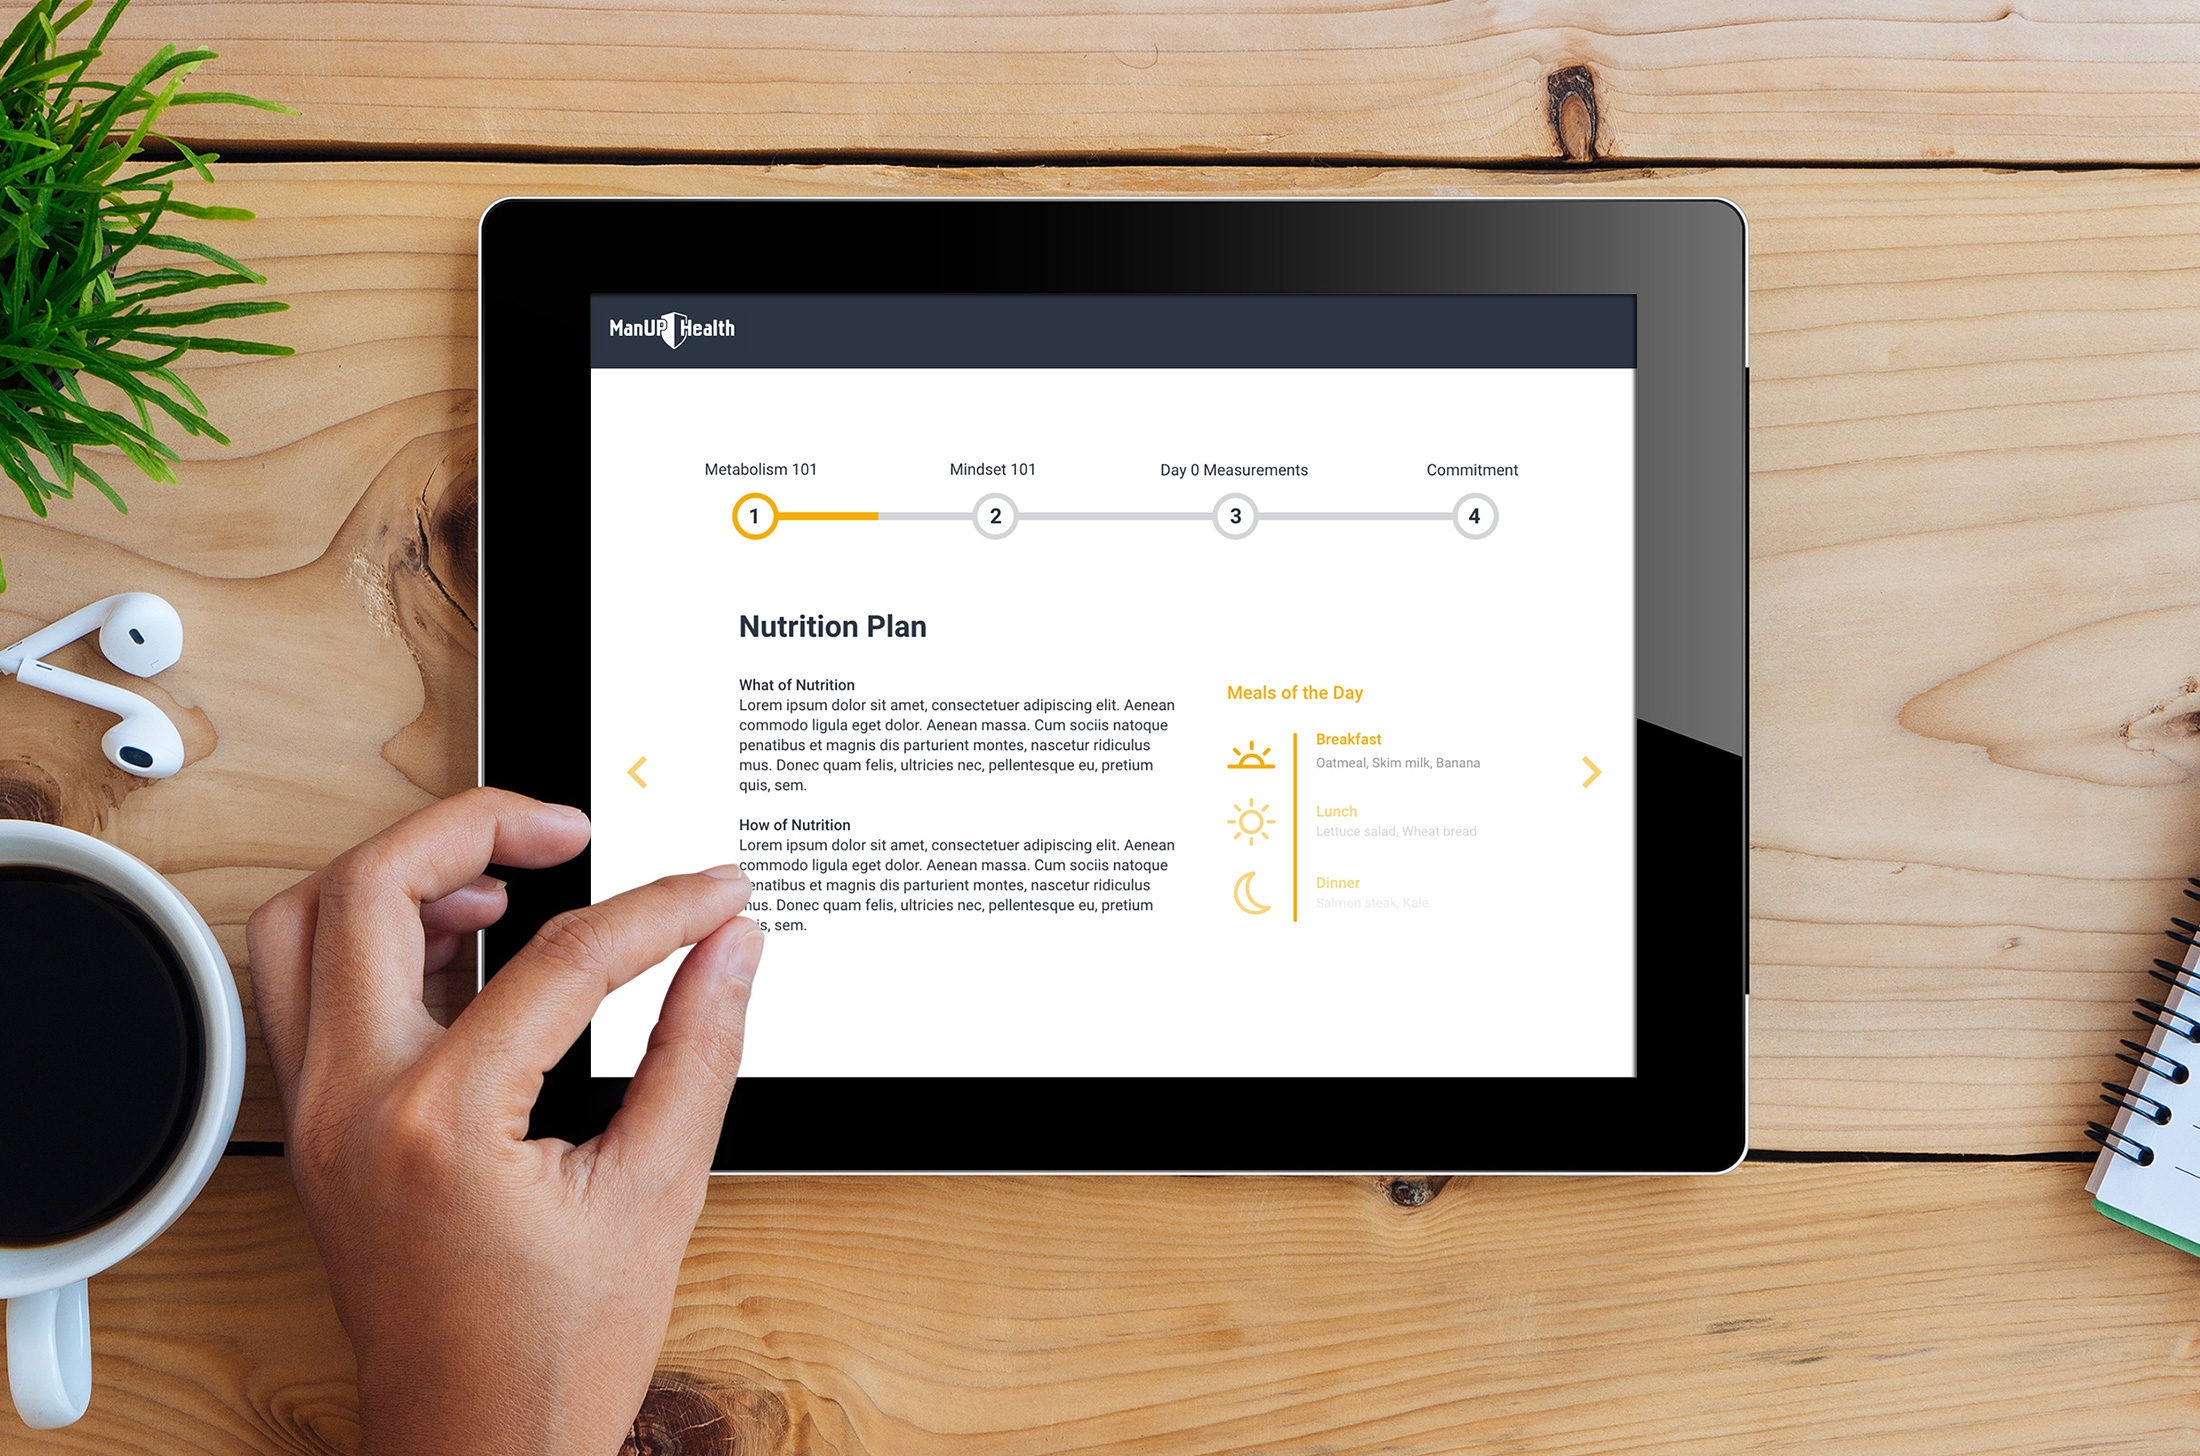 ManUP Health
Metabolism 101
Mindset 101
Day 0 Measurements
Commitment
1
2
3
4
Nutrition Plan
What of Nutrition
Lorem ipsum dolor sit amet, consectetuer adipiscing elit. Aenean
commodo ligula eget dolor. Aenean massa. Cum sociis natoque
penatibus et magnis dis parturient montes, nascetur ridiculus
mus. Donec quam felis, ultricies nec, pellentesque eu, pretium
quis, sem.
How of Nutrition
Lorem ipsum dolor sit amet, consectetuer adipiscing elit. Aenean
commodo ligula eget dolor. Aenean massa. Cum sociis natoque
enatibus et magnis dis parturient montes, nascetur ridiculus
mus. Donec quam felis, ultricies nec, pellentesque eu, pretium
is, sem.
Meals of the Day
Breakfast
Oatmeal, Skim milk, Banana
Lunch
Lettuce salad, Wheat bread
Dinner
Salmon steak, Kale